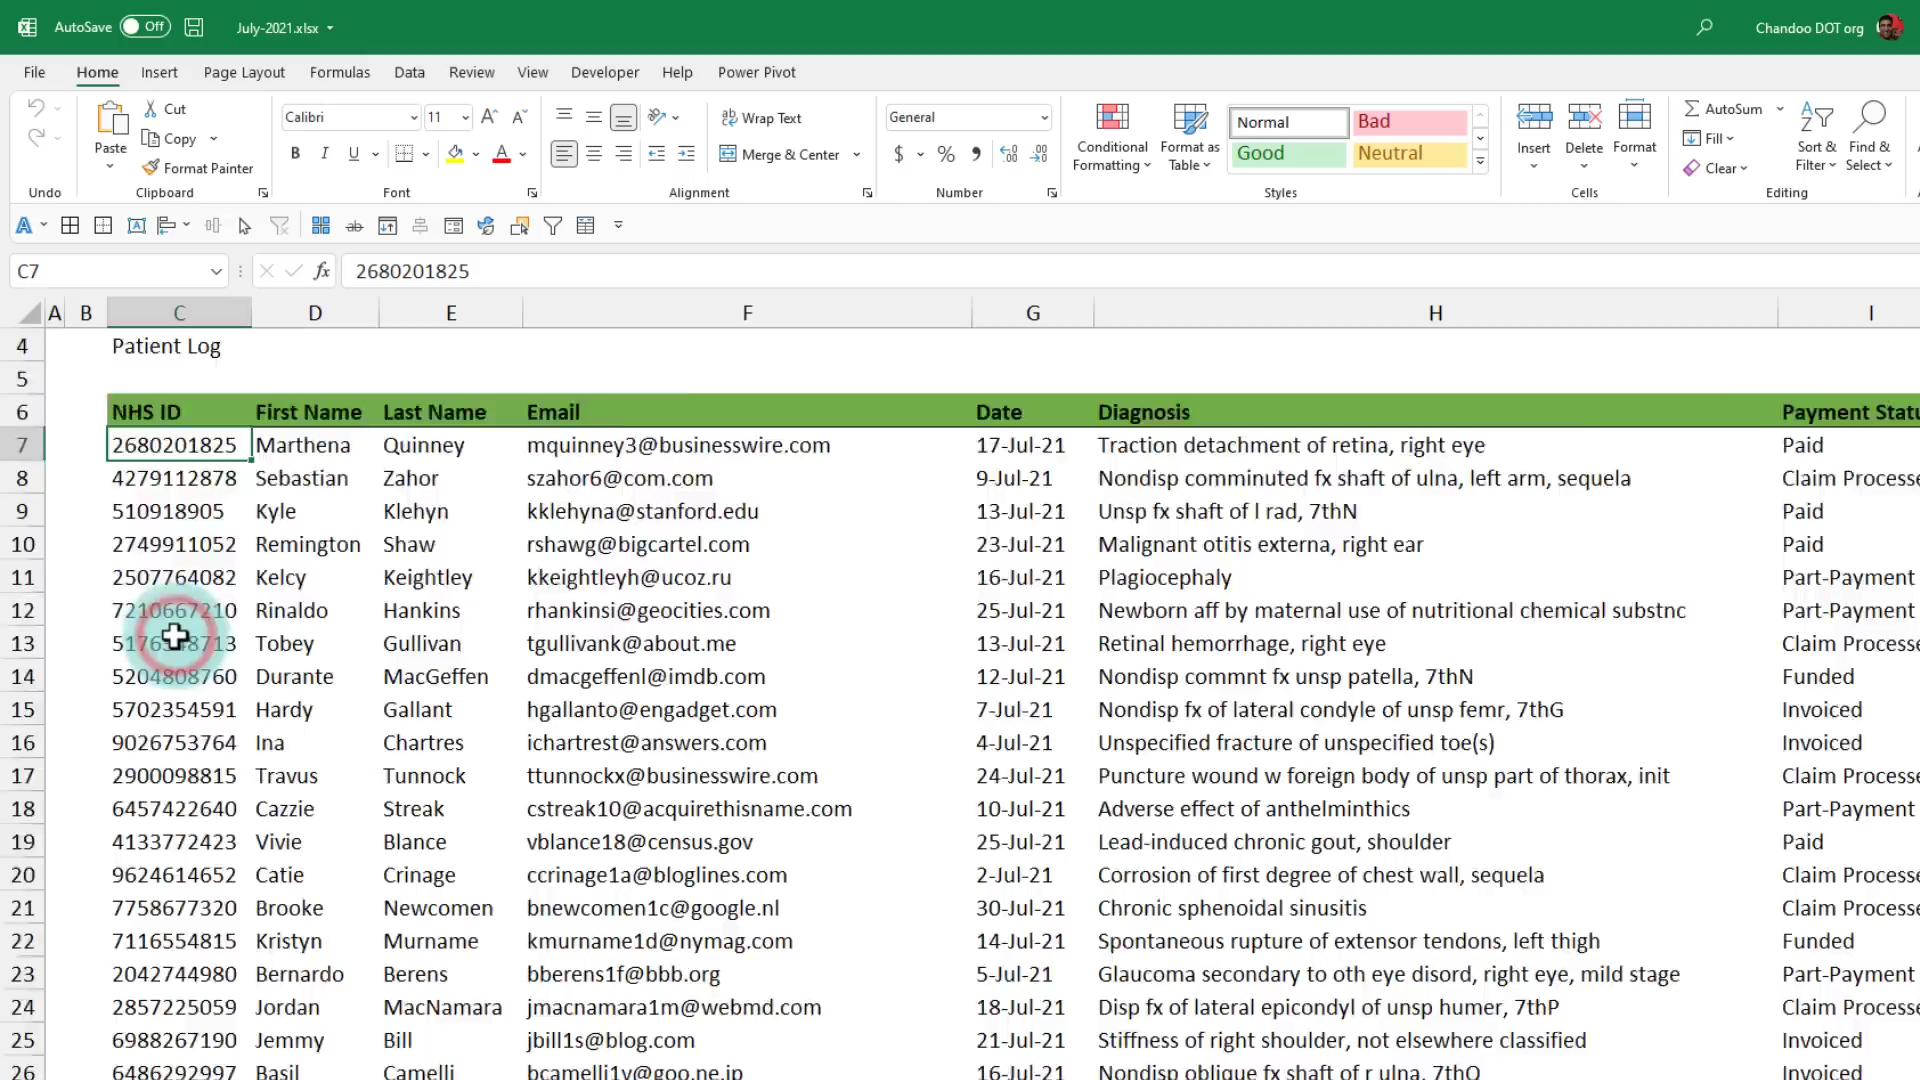 AutoSave Off July-2021.xlsx Chandoo DOT org
File Home Insert Page Layout Formulas Data Review View Developer Help Power Pivot
Paste Cut Copy Format Painter
Calibri 11
B I U A
Wrap Text
Merge & Center
General
$ %
Conditional Formatting
Format as Table
Normal Bad
Good Neutral
Insert Delete Format
AutoSum
Fill
Clear
Sort & Filter
Find & Select
Undo Clipboard Font Alignment Number Styles Cells Editing
C7 fx 2680201825
A B C D E F G H I
4 Patient Log
5
6 NHS ID First Name Last Name Email Date Diagnosis Payment Statu
7 2680201825 Marthena Quinney mquinney3@businesswire.com 17-Jul-21 Traction detachment of retina, right eye Paid
8 4279112878 Sebastian Zahor szahor6@com.com 9-Jul-21 Nondisp comminuted fx shaft of ulna, left arm, sequela Claim Processe
9 510918905 Kyle Klehyn kklehyna@stanford.edu 13-Jul-21 Unsp fx shaft of l rad, 7thN Paid
10 2749911052 Remington Shaw rshawg@bigcartel.com 23-Jul-21 Malignant otitis externa, right ear Paid
11 2507764082 Kelcy Keightley kkeightleyh@ucoz.ru 16-Jul-21 Plagiocephaly Part-Payment
12 7210667210 Rinaldo Hankins rhankinsi@geocities.com 25-Jul-21 Newborn aff by maternal use of nutritional chemical substnc Part-Payment
13 Tobey Gullivan tgullivank@about.me 13-Jul-21 Retinal hemorrhage, right eye Claim Processe
14 5204808760 Durante MacGeffen dmacgeffenl@imdb.com 12-Jul-21 Nondisp commnt fx unsp patella, 7thN Funded
15 5702354591 Hardy Gallant hgallanto@engadget.com 7-Jul-21 Nondisp fx of lateral condyle of unsp femr, 7thG Invoiced
16 9026753764 Ina Chartres ichartrest@answers.com 4-Jul-21 Unspecified fracture of unspecified toe(s) Invoiced
17 2900098815 Travus Tunnock ttunnockx@businesswire.com 24-Jul-21 Puncture wound w foreign body of unsp part of thorax, init Claim Processe
18 6457422640 Cazzie Streak cstreak10@acquirethisname.com 10-Jul-21 Adverse effect of anthelminthics Part-Payment
19 4133772423 Vivie Blance vblance18@census.gov 25-Jul-21 Lead-induced chronic gout, shoulder Paid
20 9624614652 Catie Crinage ccrinage1a@bloglines.com 2-Jul-21 Corrosion of first degree of chest wall, sequela Claim Processe
21 7758677320 Brooke Newcomen bnewcomen1c@google.nl 30-Jul-21 Chronic sphenoidal sinusitis Claim Processe
22 7116554815 Kristyn Murname kmurname1d@nymag.com 14-Jul-21 Spontaneous rupture of extensor tendons, left thigh Funded
23 2042744980 Bernardo Berens bberens1f@bbb.org 5-Jul-21 Glaucoma secondary to oth eye disord, right eye, mild stage Part-Payment
24 2857225059 Jordan MacNamara jmacnamara1m@webmd.com 18-Jul-21 Disp fx of lateral epicondyl of unsp humer, 7thP Claim Processe
25 6988267190 Jemmy Bill jbill1s@blog.com 21-Jul-21 Stiffness of right shoulder, not elsewhere classified Invoiced
26 6486292997 Basil Camelli bcamelli1v@goo.ne.jp 16-Jul-21 Nondisp oblique fx shaft of r ulna, 7thQ Invoiced